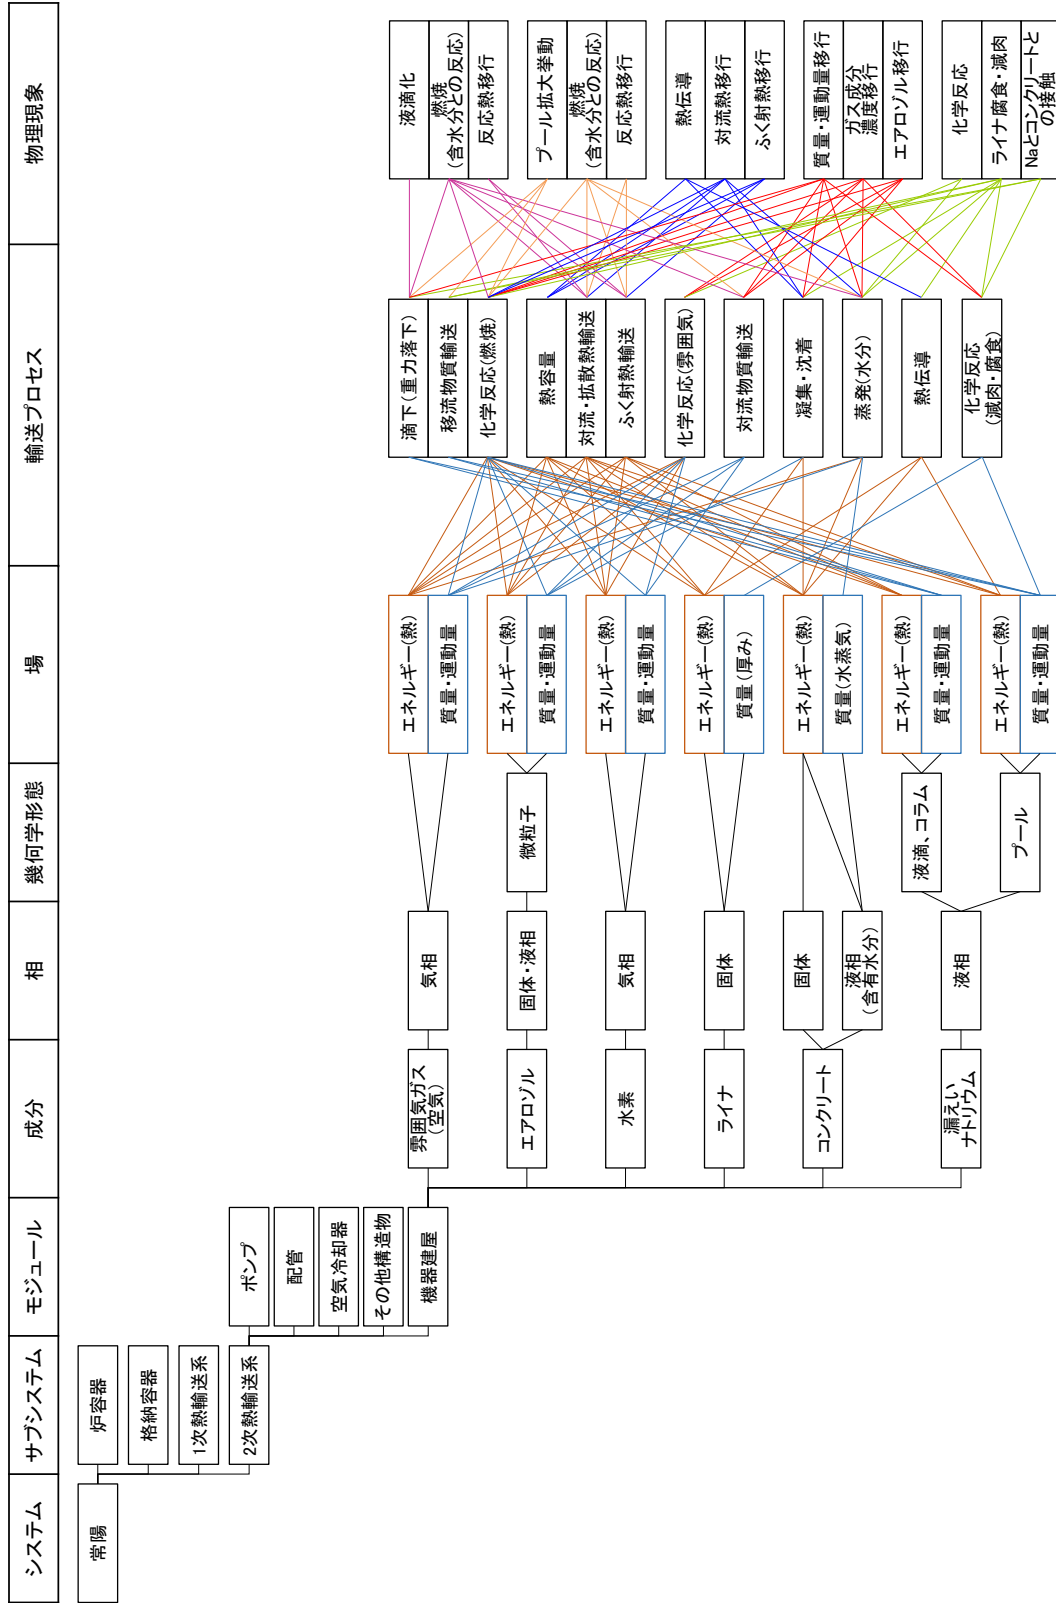 システム
サブシステム
モジュール
成分
相
幾何学形態
場
輸送プロセス
物理現象
常陽
炉容器
格納容器
1次熱輸送系
2次熱輸送系
ポンプ
配管
空気冷却器
その他構造物
機器建屋
雰囲気ガス
(空気)
エアロゾル
水素
ライナ
コンクリート
漏えい
ナトリウム
気相
固体・液相
気相
固体
固体
液相
(含有水分)
液相
微粒子
液滴、コラム
プール
エネルギー(熱)
質量・運動量
エネルギー(熱)
質量・運動量
エネルギー(熱)
質量・運動量
エネルギー(熱)
質量(厚み)
エネルギー(熱)
質量(水蒸気)
エネルギー(熱)
質量・運動量
エネルギー(熱)
質量・運動量
滴下(重力落下)
移流物質輸送
化学反応(燃焼)
熱容量
対流・拡散熱輸送
ふく射熱輸送
化学反応(雰囲気)
対流物質輸送
凝集・沈着
蒸発(水分)
熱伝導
化学反応
(減肉・腐食)
液滴化
燃焼
(含水分との反応)
反応熱移行
プール拡大挙動
燃焼
(含水分との反応)
反応熱移行
熱伝導
対流熱移行
ふく射熱移行
質量・運動量移行
ガス成分
濃度移行
エアロゾル移行
化学反応
ライナ腐食・減肉
Naとコンクリートと
の接触